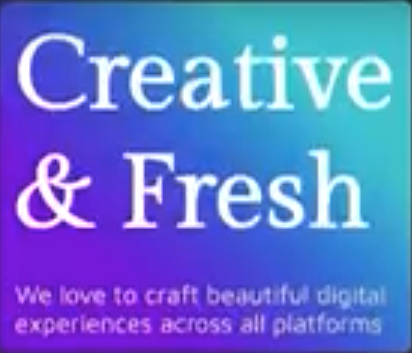 Creative
& Fresh
We love to craft beautiful digital
experiences across all platforms